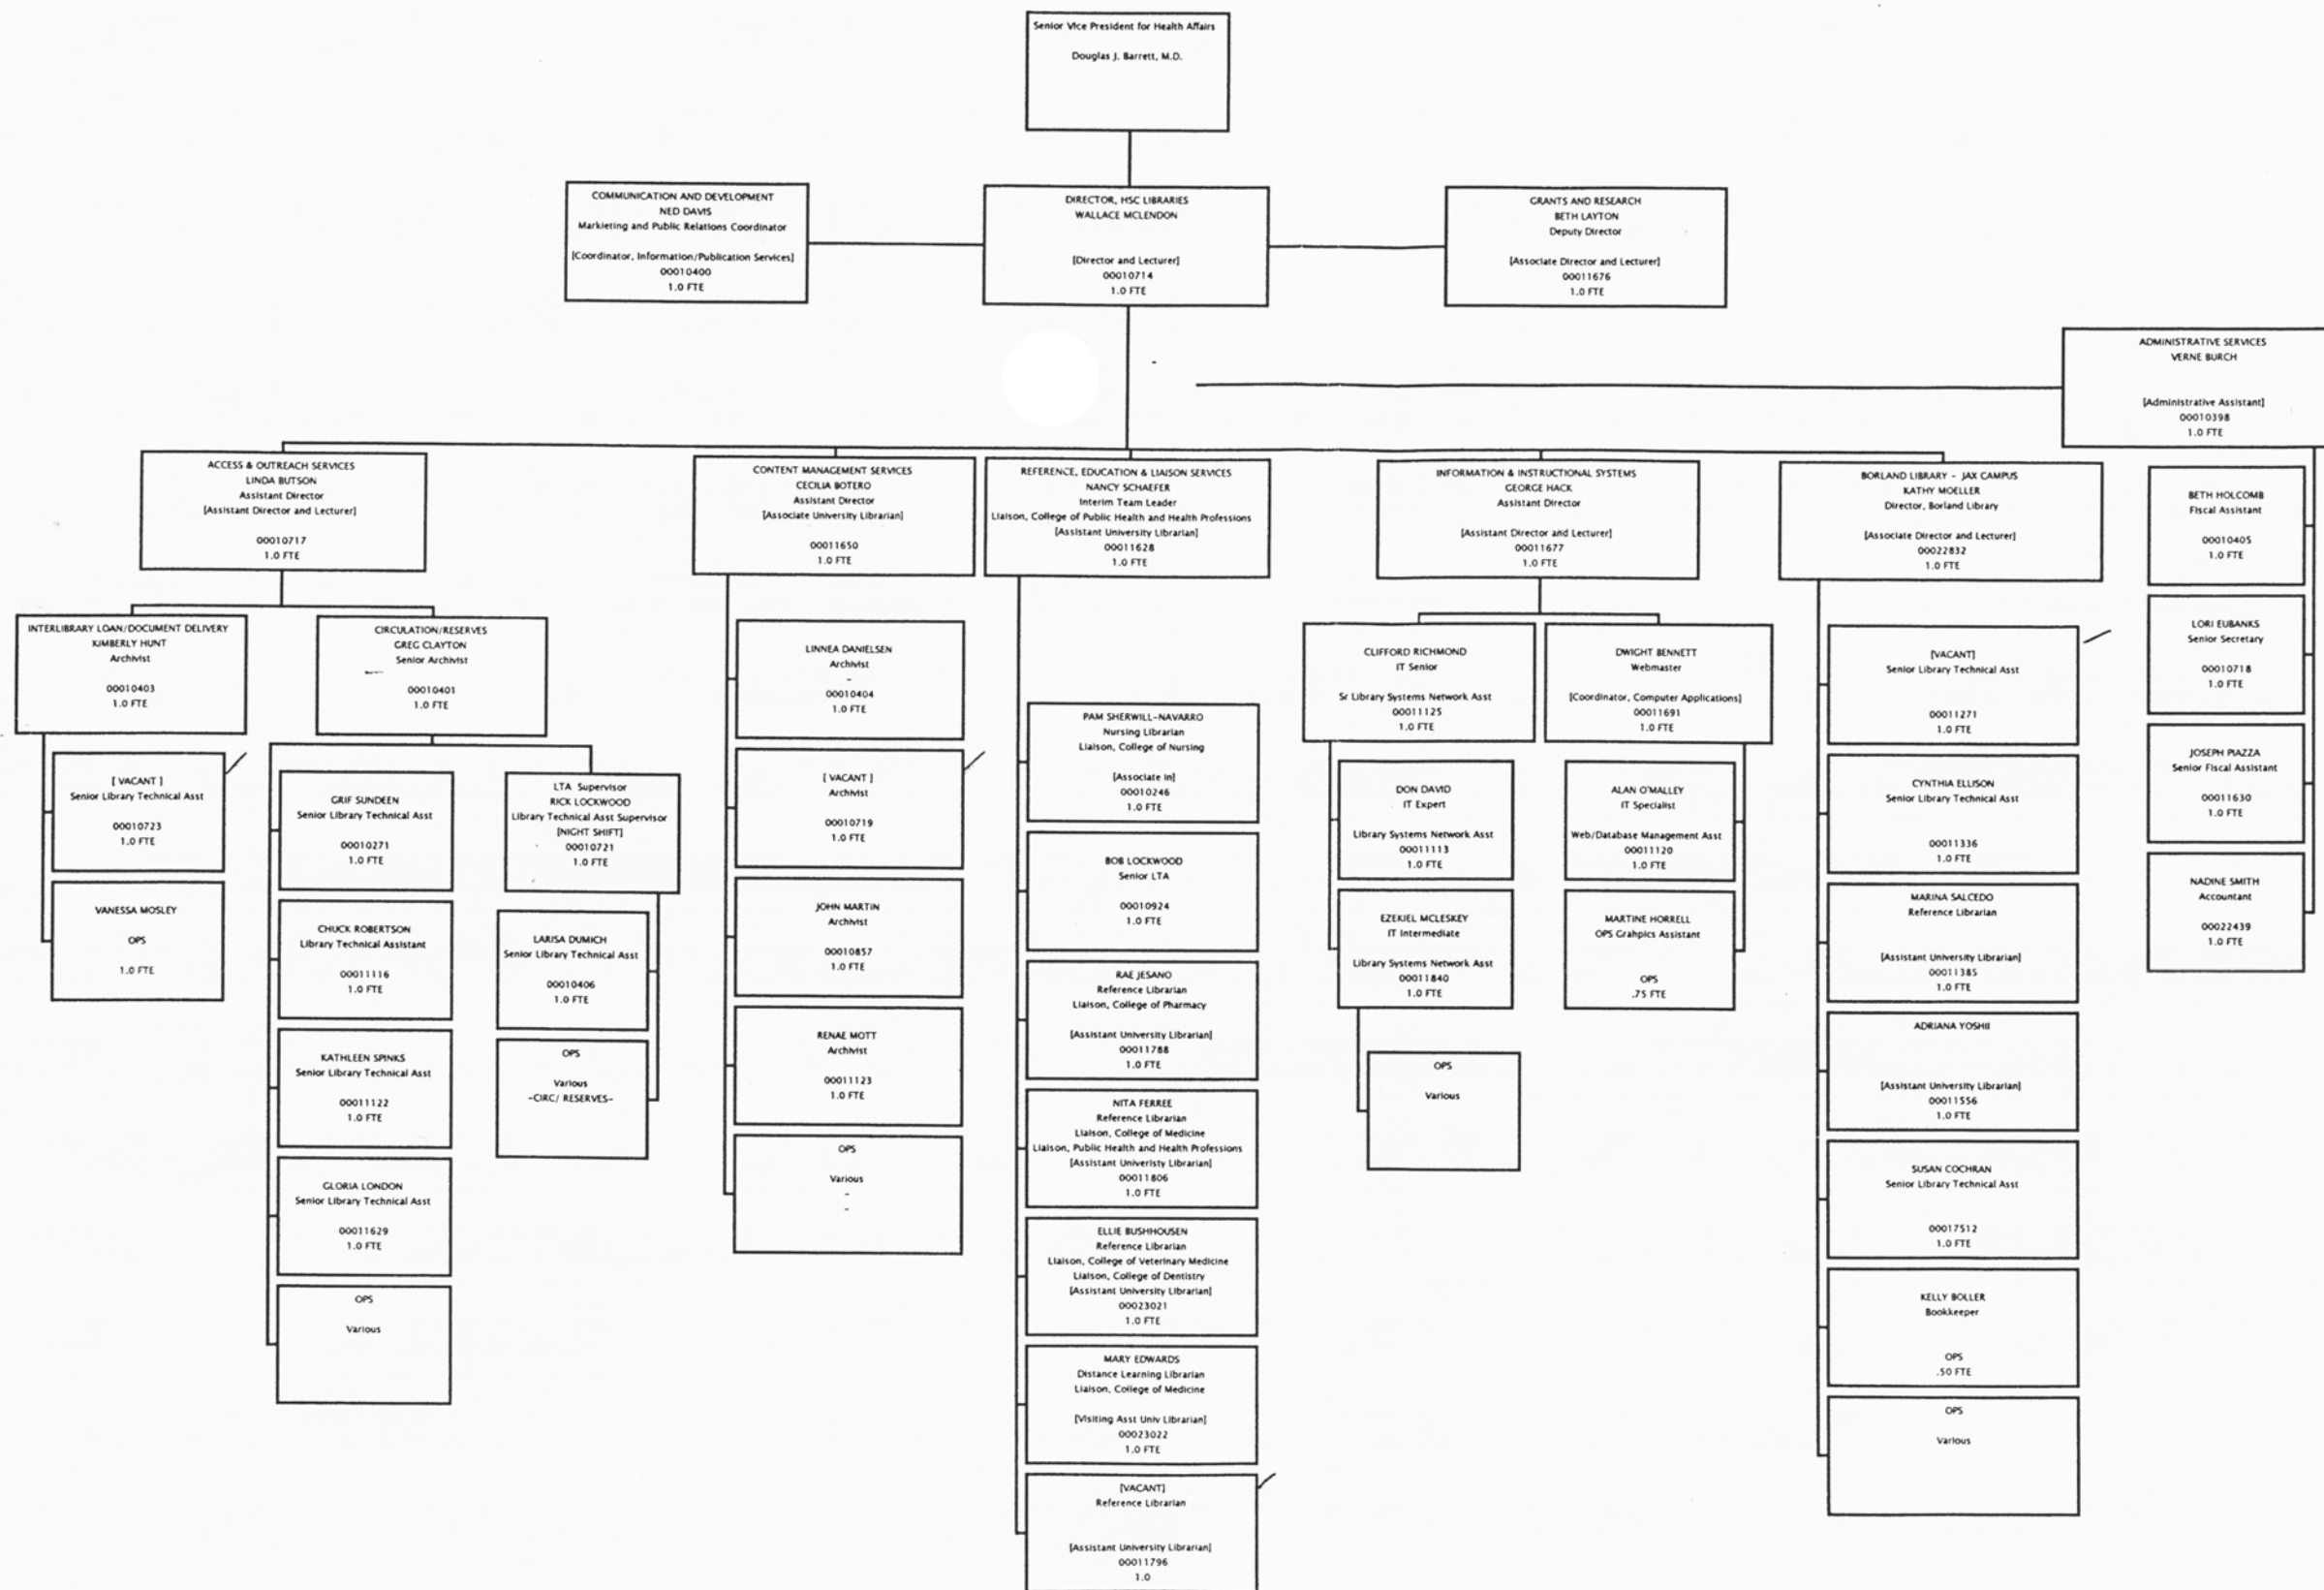 Senior Vice President for Health Affairs
Douglas J. Barrett, M.D.
COMMUNICATION AND DEVELOPMENT
NED DAVIS
Markieting and Public Relations Coordinator
[Coordinator, Information/Publication Services]
00010400
1.0 FTE
DIRECTOR, HSC LIBRARIES
WALLACE MCLENDON
[Director and Lecturer]
00010714
1.0 FTE
GRANTS AND RESEARCH
BETH LAYTON
Deputy Director
[Associate Director and Lecturer]
00011676
1.0 FTE
ADMINISTRATIVE SERVICES
VERNE BURCH
[Administrative Assistant]
00010398
1.0 FTE
ACCESS & OUTREACH SERVICES
LINDA BUTSON
Assistant Director
[Assistant Director and Lecturer]
00010717
1.0 FTE
CONTENT MANAGEMENT SERVICES
CECILIA BOTERO
Assistant Director
[Associate University Librarian]
00011650
1.0 FTE
REFERENCE, EDUCATION & LIAISON SERVICES
NANCY SCHAEFER
Interim Team Leader
Liaison, College of Public Health and Health Professions
[Assistant University Librarian]
00011628
1.0 FTE
INFORMATION & INSTRUCTIONAL SYSTEMS
GEORGE HACK
Assistant Director
[Assistant Director and Lecturer]
00011677
1.0 FTE
BORLAND LIBRARY - JAX CAMPUS
KATHY MOELLER
Director, Borland Library
[Associate Director and Lecturer]
00022832
1.0 FTE
BETH HOLCOMB
Fiscal Assistant
00010405
1.0 FTE
LORI EUBANKS
Senior Secretary
00010718
1.0 FTE
JOSEPH PIAZZA
Senior Fiscal Assistant
00011630
1.0 FTE
NADINE SMITH
Accountant
00022439
1.0 FTE
INTERLIBRARY LOAN/DOCUMENT DELIVERY
KIMBERLY HUNT
Archivist
00010403
1.0 FTE
[ VACANT ]
Senior Library Technical Asst
00010723
1.0 FTE
VANESSA MOSLEY
OPS
1.0 FTE
CIRCULATION/RESERVES
GREG CLAYTON
Senior Archivist
00010401
1.0 FTE
GRIF SUNDEEN
Senior Library Technical Asst
00010271
1.0 FTE
CHUCK ROBERTSON
Library Technical Assistant
00011116
1.0 FTE
KATHLEEN SPINKS
Senior Library Technical Asst
00011122
1.0 FTE
GLORIA LONDON
Senior Library Technical Asst
00011629
1.0 FTE
OPS
Various
LTA Supervisor
RICK LOCKWOOD
Library Technical Asst Supervisor
[NIGHT SHIFT]
00010721
1.0 FTE
LARISA DUMICH
Senior Library Technical Asst
00010406
1.0 FTE
OPS
Various
-CIRC/ RESERVES-
LINNEA DANIELSEN
Archivist
-
00010404
1.0 FTE
[ VACANT ]
Archivist
00010719
1.0 FTE
JOHN MARTIN
Archivist
00010857
1.0 FTE
RENAE MOTT
Archivist
00011123
1.0 FTE
OPS
Various
-
-
PAM SHERWILL-NAVARRO
Nursing Librarian
Liaison, College of Nursing
[Associate In]
00010246
1.0 FTE
BOB LOCKWOOD
Senior LTA
00010924
1.0 FTE
RAE JESANO
Reference Librarian
Liaison, College of Pharmacy
[Assistant University Librarian]
00011788
1.0 FTE
NITA FERREE
Reference Librarian
Liaison, College of Medicine
Liaison, Public Health and Health Professions
[Assistant Univeristy Librarian]
00011806
1.0 FTE
ELLIE BUSHHOUSEN
Reference Librarian
Liaison, College of Veterinary Medicine
Liaison, College of Dentistry
[Assistant University Librarian]
00023021
1.0 FTE
MARY EDWARDS
Distance Learning Librarian
Liaison, College of Medicine
[Visiting Asst Univ Librarian]
00023022
1.0 FTE
[VACANT]
Reference Librarian
[Assistant University Librarian]
00011796
1.0
CLIFFORD RICHMOND
IT Senior
Sr Library Systems Network Asst
00011125
1.0 FTE
DON DAVID
IT Expert
Library Systems Network Asst
00011113
1.0 FTE
EZEKIEL MCLESKEY
IT Intermediate
Library Systems Network Asst
00011840
1.0 FTE
OPS
Various
DWIGHT BENNETT
Webmaster
[Coordinator, Computer Applications]
00011691
1.0 FTE
ALAN O'MALLEY
IT Specialist
Web/Database Management Asst
00011120
1.0 FTE
MARTINE HORRELL
OPS Grahpics Assistant
OPS
.75 FTE
[VACANT]
Senior Library Technical Asst
00011271
1.0 FTE
CYNTHIA ELLISON
Senior Library Technical Asst
00011336
1.0 FTE
MARINA SALCEDO
Reference Librarian
[Assistant University Librarian]
00011385
1.0 FTE
ADRIANA YOSHII
[Assistant University Librarian]
00011556
1.0 FTE
SUSAN COCHRAN
Senior Library Technical Asst
00017512
1.0 FTE
KELLY BOLLER
Bookkeeper
OPS
.50 FTE
OPS
Various